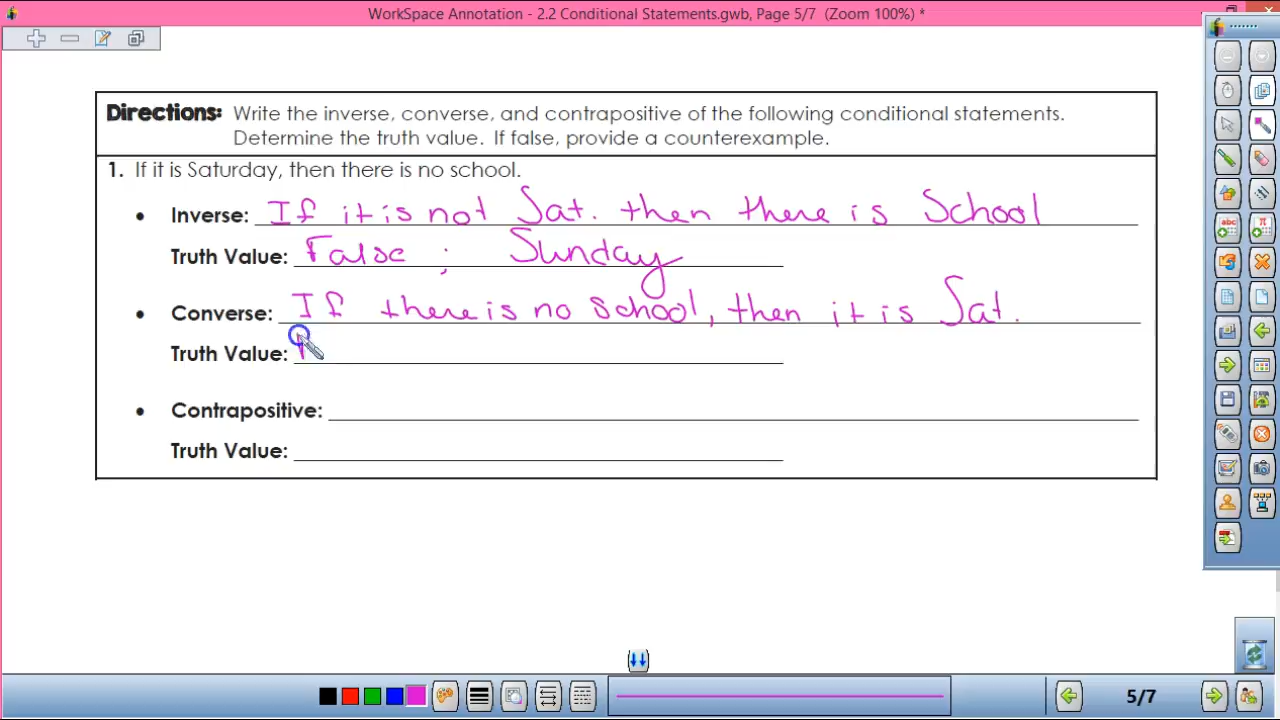 WorkSpace Annotation - 2.2 Conditional Statements.gwb, Page 5/7 (Zoom 100%) *
Directions: Write the inverse, converse, and contrapositive of the following conditional statements.
Determine the truth value. If false, provide a counterexample.
1. If it is Saturday, then there is no school.
• Inverse: If it is not Sat. then there is School
Truth Value: False ; Sunday
• Converse: If there is no school, then it is Sat.
Truth Value:
• Contrapositive:
Truth Value:
abc
π
5/7